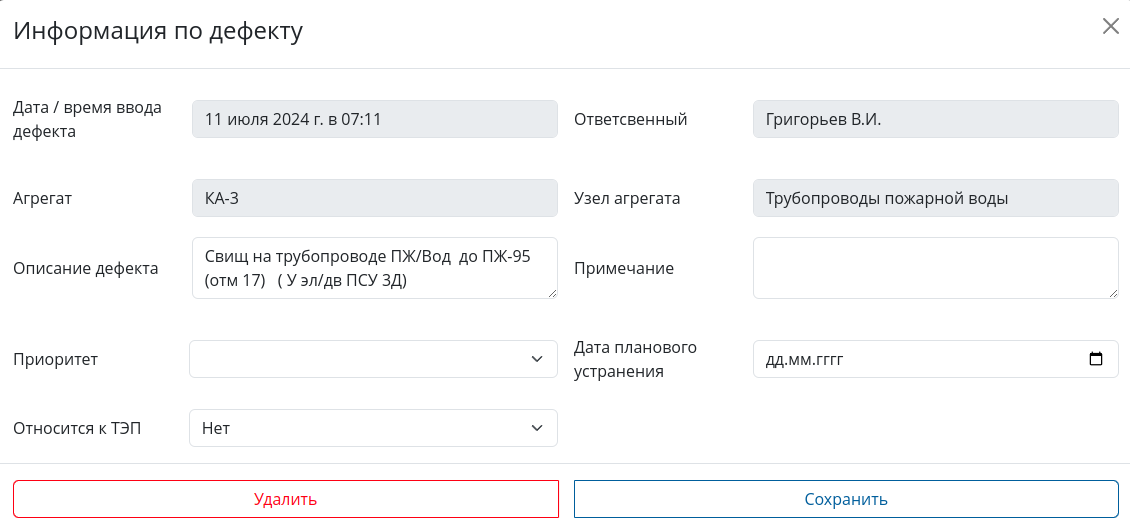 Информация по дефекту
Дата / время ввода
дефекта
11 июля 2024 г. в 07:11
Ответсвенный
Григорьев В.И.
Агрегат
КА-3
Узел агрегата
Трубопроводы пожарной воды
Описание дефекта
Свищ на трубопроводе ПЖ/Вод  до ПЖ-95
(отм 17)   ( У эл/дв ПСУ 3Д)
Примечание
Приоритет
Дата планового
устранения
дд.мм.гггг
Относится к ТЭП
Нет
Удалить
Сохранить